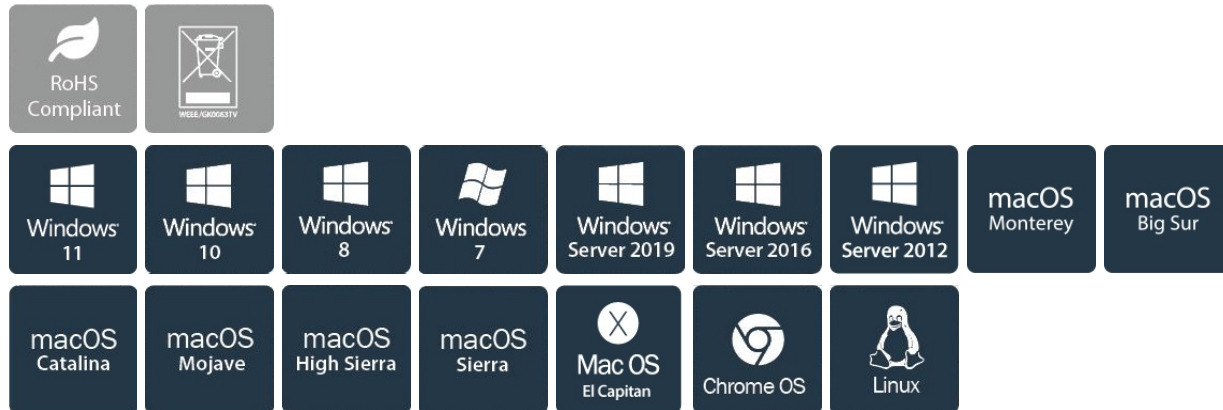 RoHS
Compliant
WEEE/GK0083TV
Windows
11
Windows
10
Windows
8
Windows
7
Windows
Server 2019
Windows
Server 2016
Windows
Server 2012
macOS
Monterey
macOS
Big Sur
macOS
Catalina
macOS
Mojave
macOS
High Sierra
macOS
Sierra
X
Mac OS
El Capitan
Chrome OS
Linux